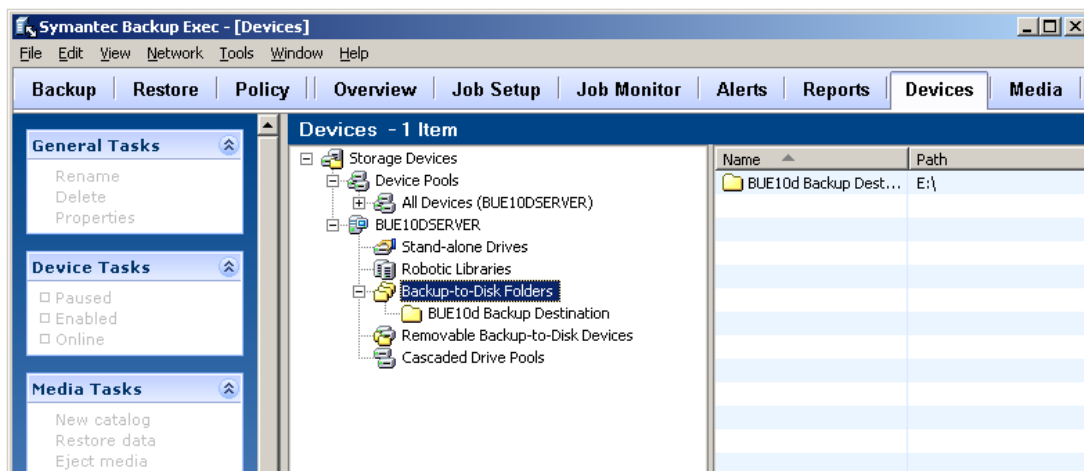 Symantec Backup Exec - [Devices]
File Edit View Network Tools Window Help
Backup Restore Policy Overview Job Setup Job Monitor Alerts Reports Devices Media
General Tasks
Rename
Delete
Properties
Device Tasks
Paused
Enabled
Online
Media Tasks
New catalog
Restore data
Eject media
Devices - 1 Item
Storage Devices
Device Pools
All Devices (BUE10DSERVER)
BUE10DSERVER
Stand-alone Drives
Robotic Libraries
Backup-to-Disk Folders
BUE10d Backup Destination
Removable Backup-to-Disk Devices
Cascaded Drive Pools
Name Path
BUE10d Backup Dest... E:\